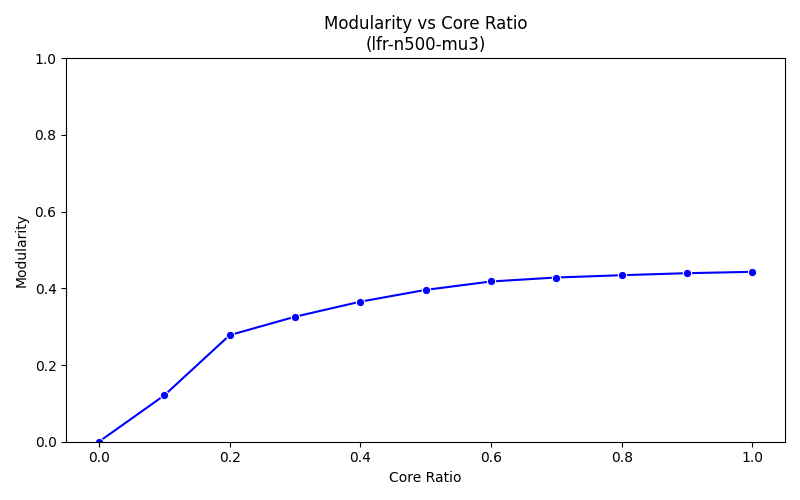 Modularity vs Core Ratio
(lfr-n500-mu3)
1.0
0.8
0.6
0.4
0.2
0.0
Modularity
0.0 0.2 0.4 0.6 0.8 1.0
Core Ratio